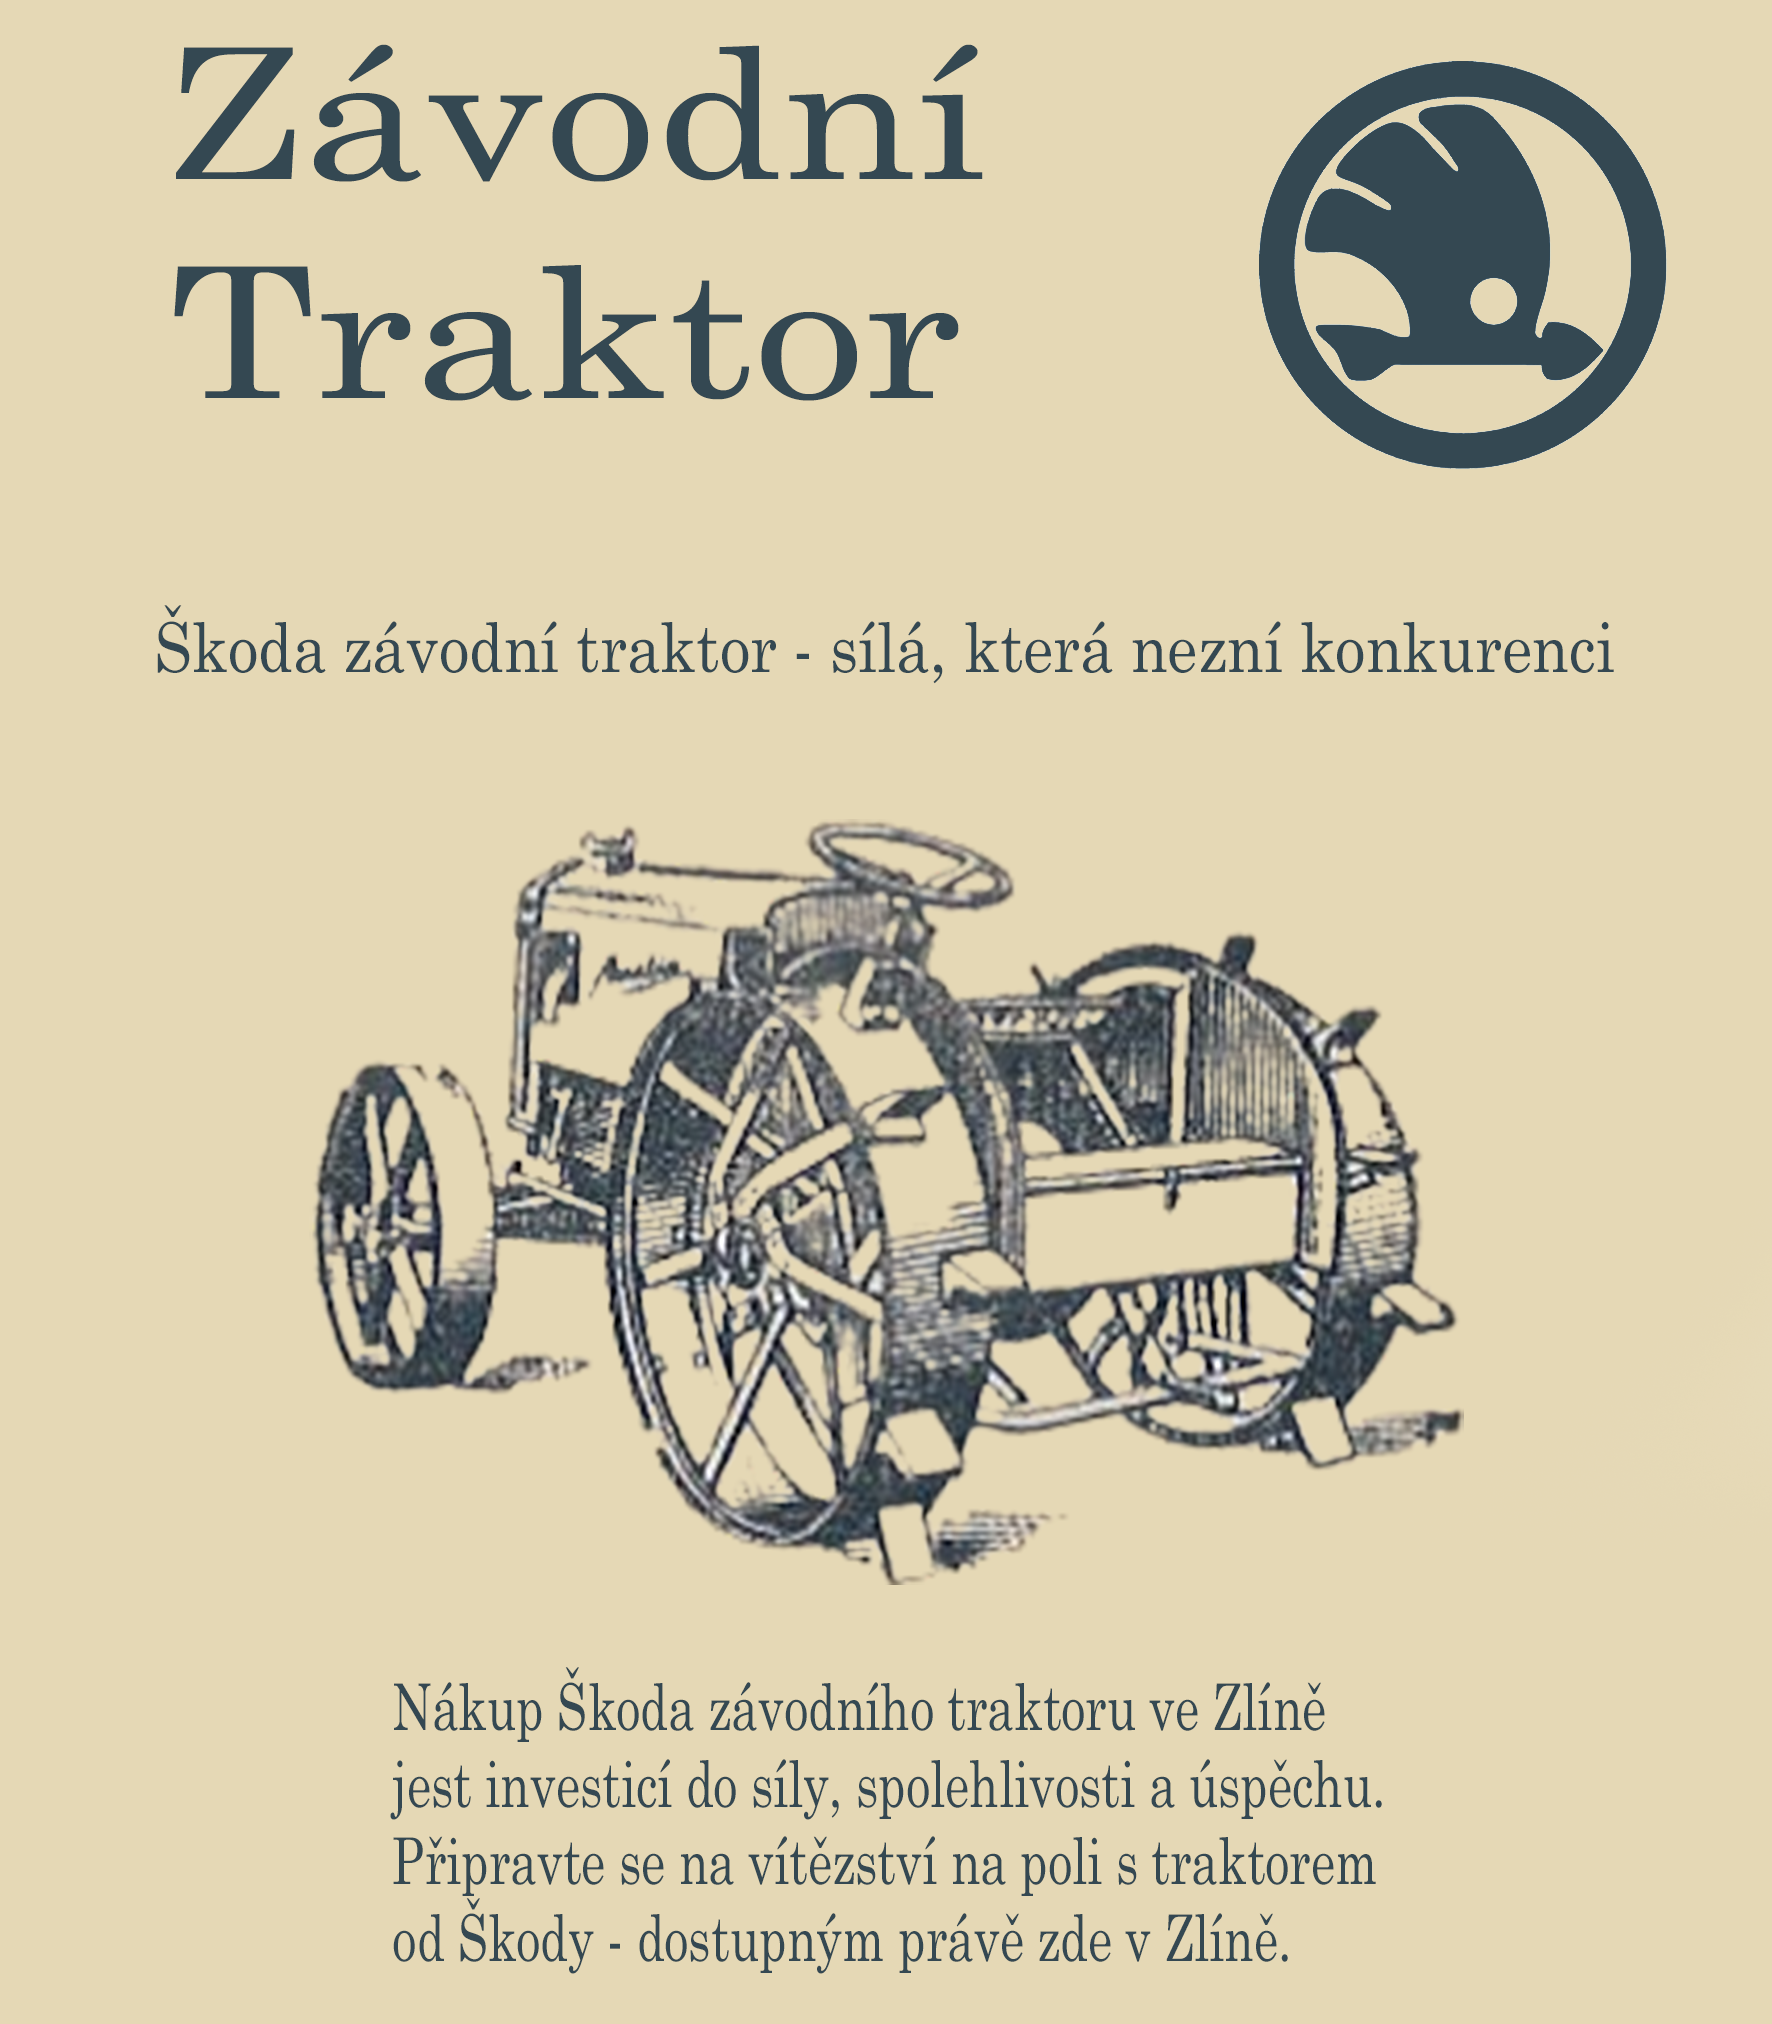 Závodní
Traktor
Škoda závodní traktor - sílá, která nezní konkurenci
Nákup Škoda závodního traktoru ve Zlíně
jest investicí do síly, spolehlivosti a úspěchu.
Připravte se na vítězství na poli s traktorem
od Škody - dostupným právě zde v Zlíně.